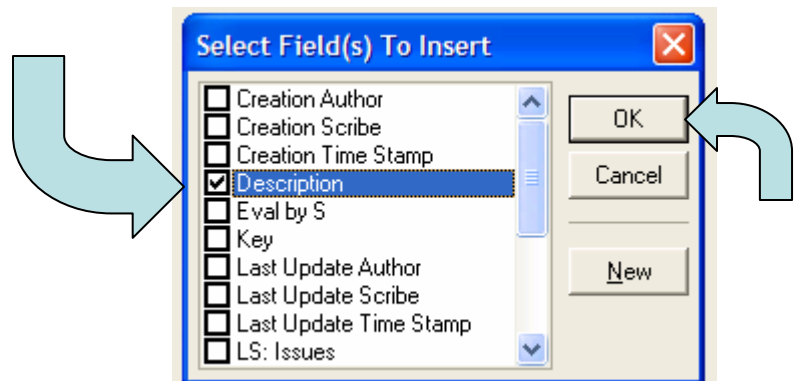 Select Field(s) To Insert
Creation Author
Creation Scribe
Creation Time Stamp
Description
Eval by S
Key
Last Update Author
Last Update Scribe
Last Update Time Stamp
LS: Issues
OK
Cancel
New